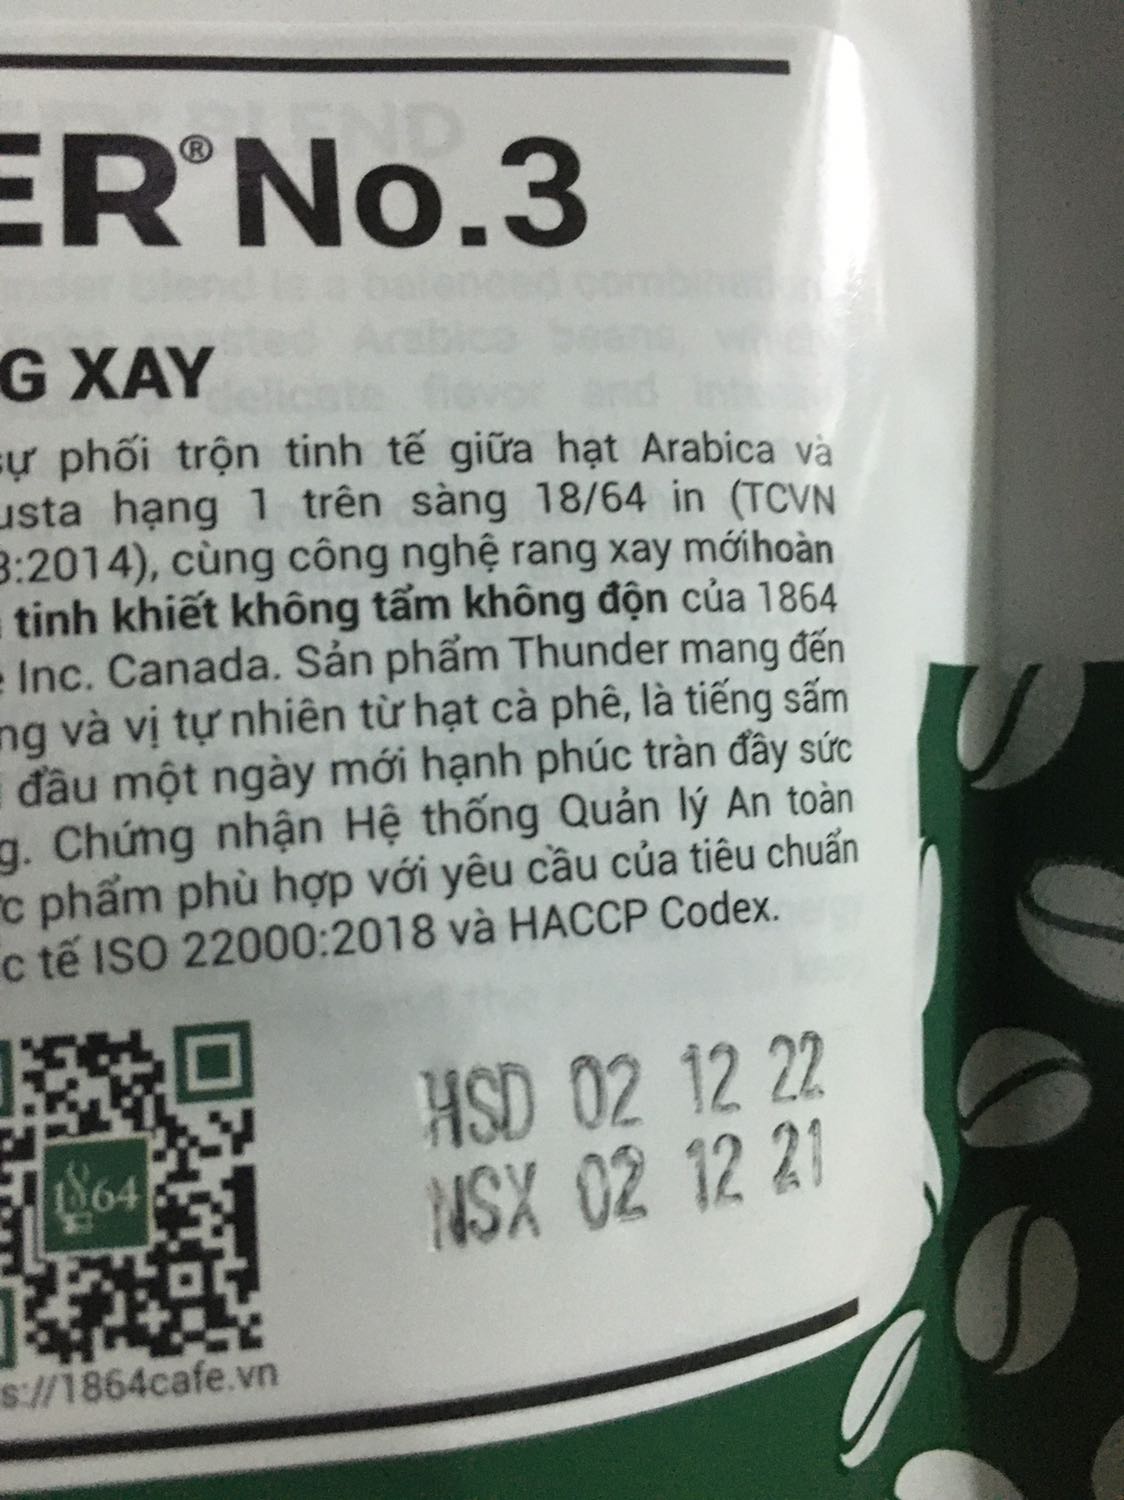 ER® No.3
G XAY
sự phối trộn tinh tế giữa hạt Arabica và
usta hạng 1 trên sàng 18/64 in (TCVN
3:2014), cùng công nghệ rang xay mớihoàn
tinh khiết không tẩm không độn của 1864
e Inc. Canada. Sản phẩm Thunder mang đến
ng và vị tự nhiên từ hạt cà phê, là tiếng sấm
đầu một ngày mới hạnh phúc tràn đầy sức
g. Chứng nhận Hệ thống Quản lý An toàn
c phẩm phù hợp với yêu cầu của tiêu chuẩn
c tế ISO 22000:2018 và HACCP Codex.
HSD 02 12 22
NSX 02 12 21
1864
s://1864cafe.vn